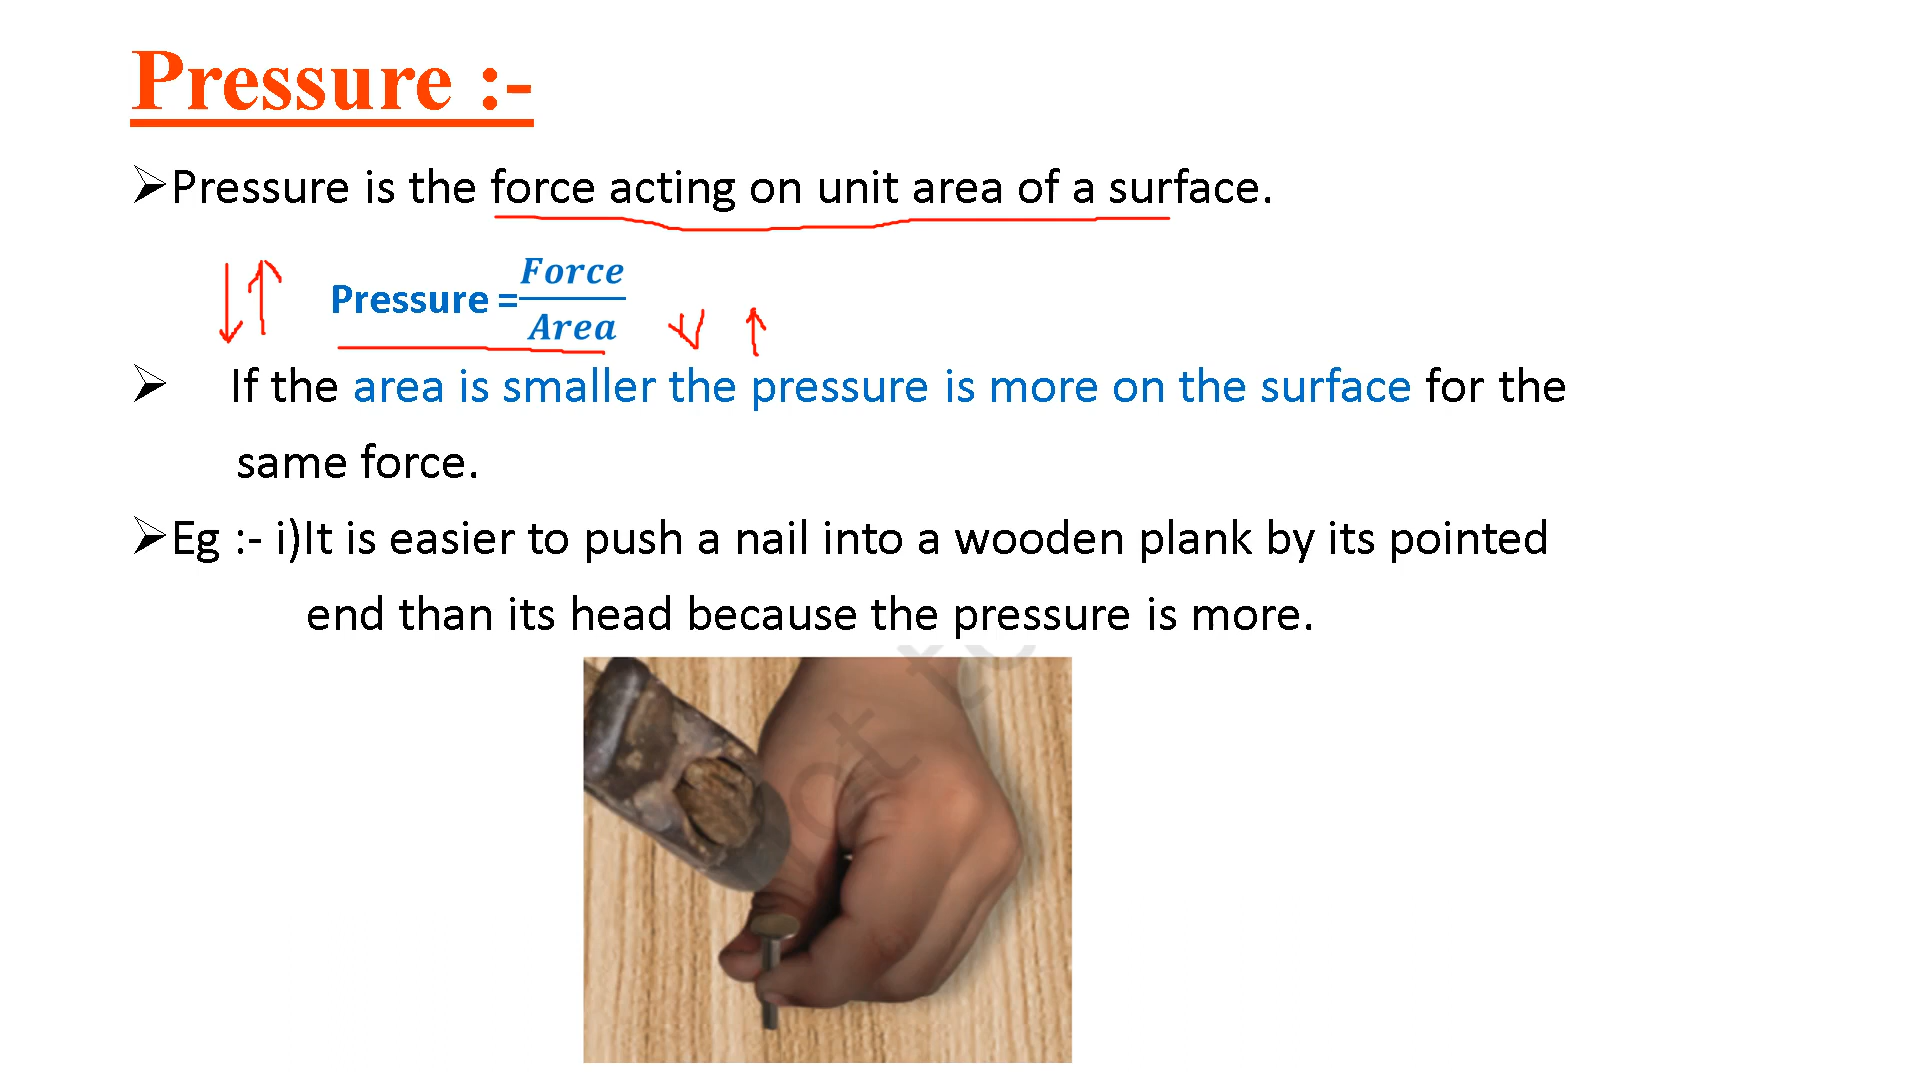 Pressure :-
➢Pressure is the force acting on unit area of a surface.
Pressure = Force / Area
➢ If the area is smaller the pressure is more on the surface for the
same force.
➢Eg :- i)It is easier to push a nail into a wooden plank by its pointed
end than its head because the pressure is more.
not